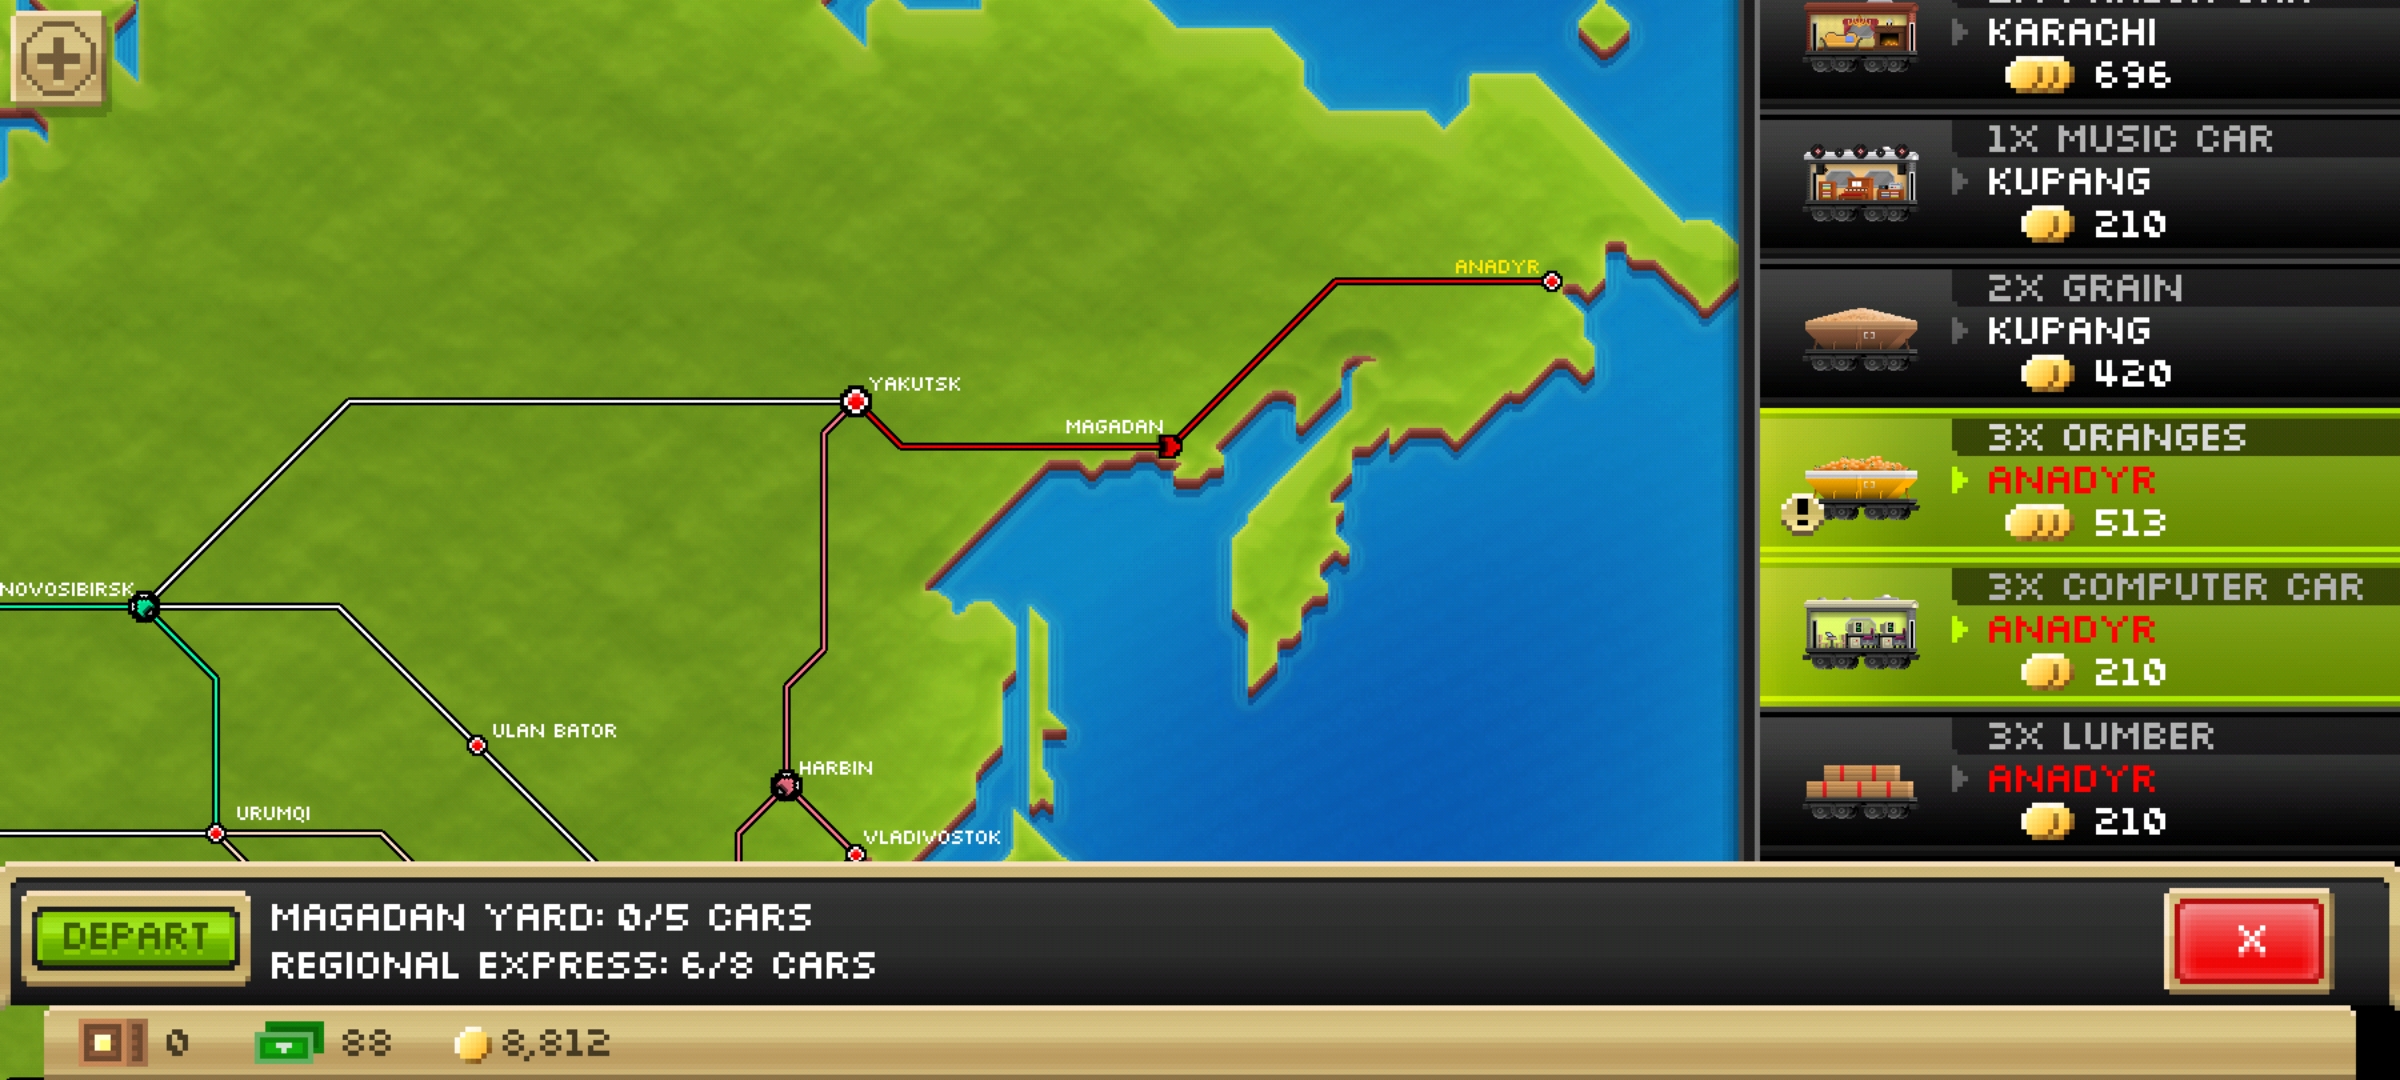 KARACHI
696
1X MUSIC CAR
KUPANG
210
2X GRAIN
KUPANG
420
3X ORANGES
ANADYR
513
3X COMPUTER CAR
ANADYR
210
3X LUMBER
ANADYR
210
ANADYR
YAKUTSK
MAGADAN
NOVOSIBIRSK
ULAN BATOR
HARBIN
URUMQI
VLADIVOSTOK
DEPART
MAGADAN YARD: 0/5 CARS
REGIONAL EXPRESS: 6/8 CARS
X
0
88
8,812